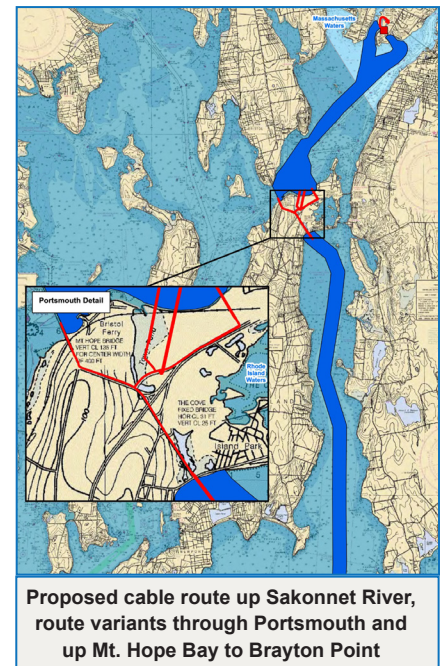 Massachusetts
Waters
Portsmouth Detail
Bristol
Ferry
MT HOPE BRIDGE
VERT CL 135 FT
FOR CENTER WIDTH
OF 400 FT
Rhode
Island
Waters
THE COVE
FIXED BRIDGE
HOR CL 51 FT
VERT CL 25 FT
Island Park
Proposed cable route up Sakonnet River,
route variants through Portsmouth and
up Mt. Hope Bay to Brayton Point